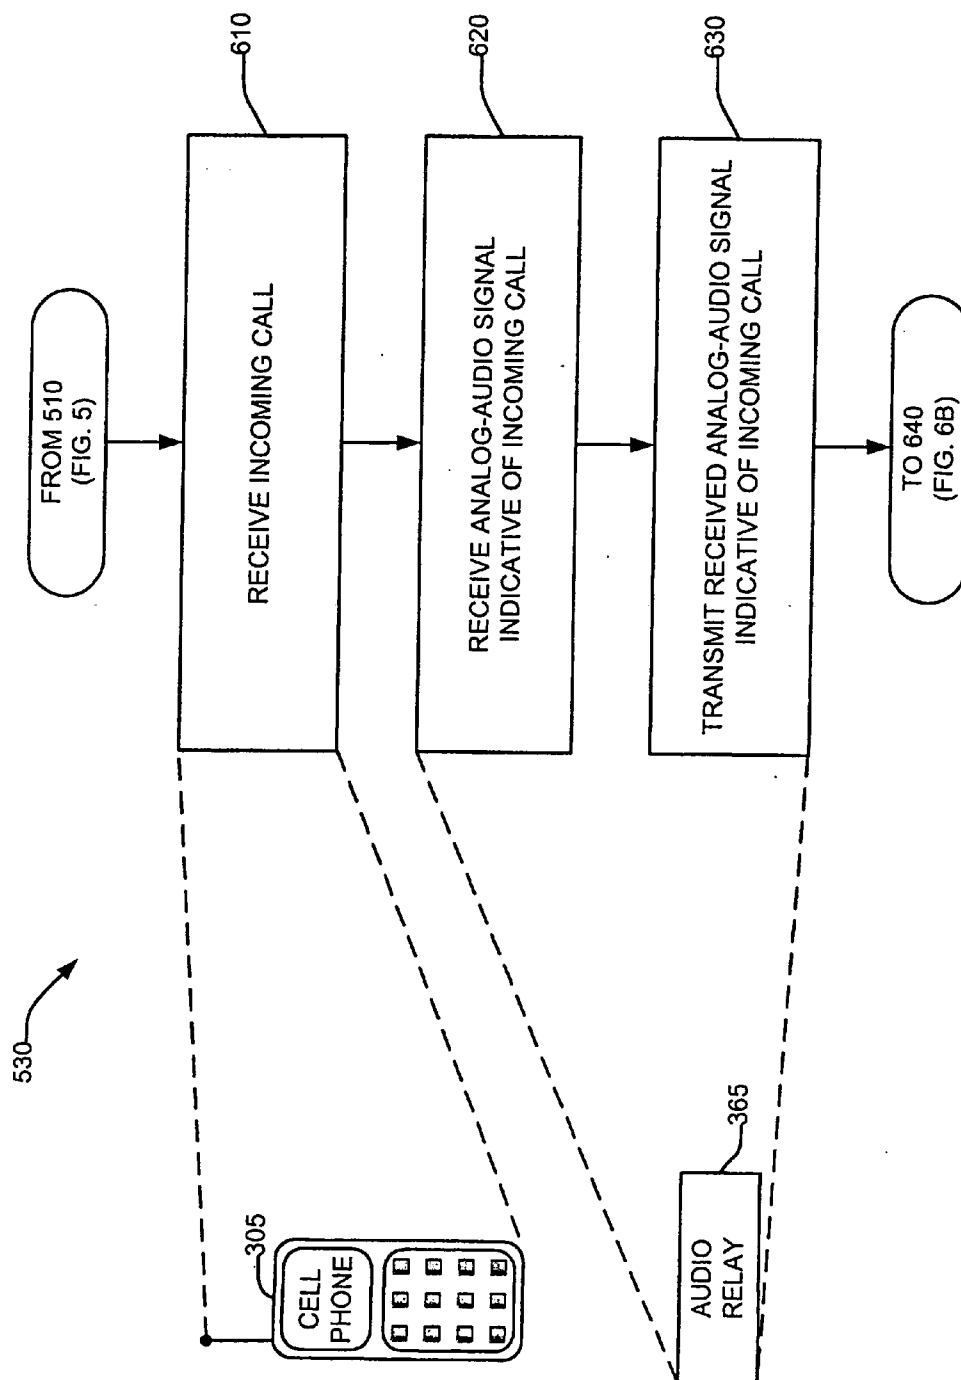 530
FROM 510
(FIG. 5)
610
RECEIVE INCOMING CALL
620
RECEIVE ANALOG-AUDIO SIGNAL
INDICATIVE OF INCOMING CALL
630
TRANSMIT RECEIVED ANALOG-AUDIO SIGNAL
INDICATIVE OF INCOMING CALL
TO 640
(FIG. 6B)
305
CELL
PHONE
365
AUDIO
RELAY